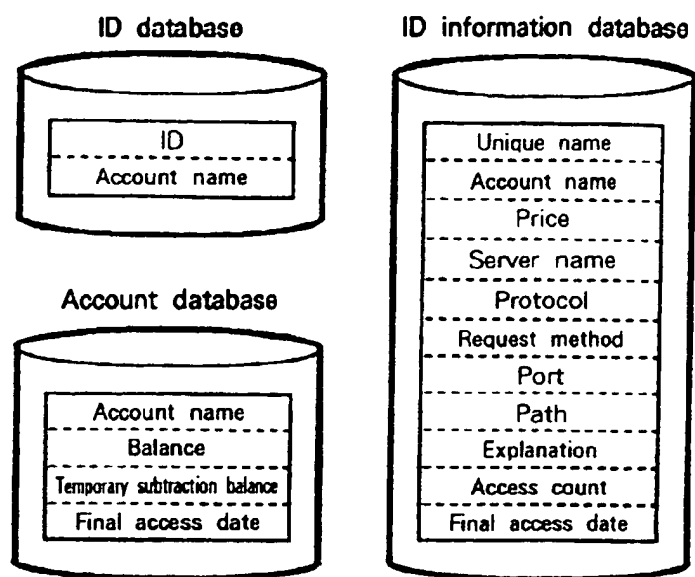 ID database
ID
Account name
Account database
Account name
Balance
Temporary subtraction balance
Final access date
ID information database
Unique name
Account name
Price
Server name
Protocol
Request method
Port
Path
Explanation
Access count
Final access date